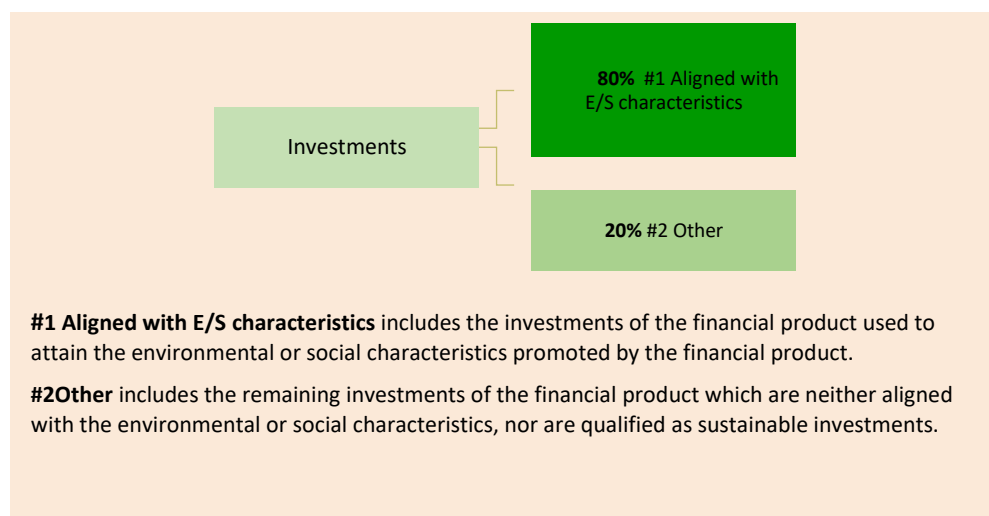 80% #1 Aligned with
E/S characteristics
Investments
20% #2 Other
#1 Aligned with E/S characteristics includes the investments of the financial product used to
attain the environmental or social characteristics promoted by the financial product.
#2Other includes the remaining investments of the financial product which are neither aligned
with the environmental or social characteristics, nor are qualified as sustainable investments.